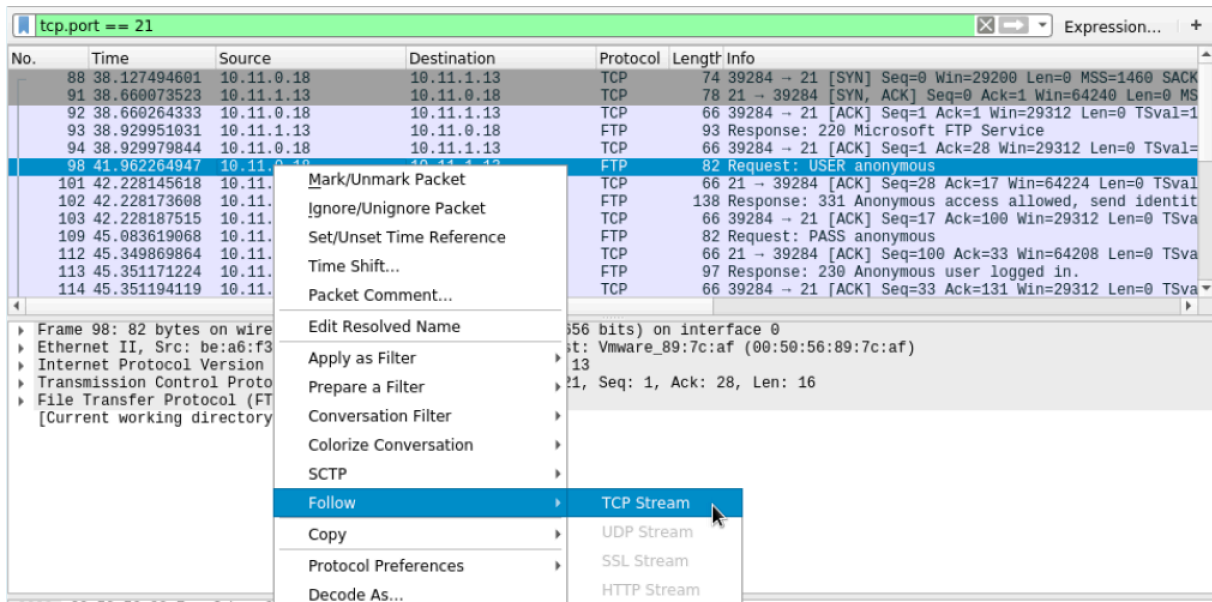 tcp.port == 21 Expression... +
No. Time Source Destination Protocol Length Info
88 38.127494601 10.11.0.18 10.11.1.13 TCP 74 39284 → 21 [SYN] Seq=0 Win=29200 Len=0 MSS=1460 SACK
91 38.660073523 10.11.1.13 10.11.0.18 TCP 78 21 → 39284 [SYN, ACK] Seq=0 Ack=1 Win=64240 Len=0 MS
92 38.660264333 10.11.0.18 10.11.1.13 TCP 66 39284 → 21 [ACK] Seq=1 Ack=1 Win=29312 Len=0 TSval=1
93 38.929951031 10.11.1.13 10.11.0.18 FTP 93 Response: 220 Microsoft FTP Service
94 38.929979844 10.11.0.18 10.11.1.13 TCP 66 39284 → 21 [ACK] Seq=1 Ack=28 Win=29312 Len=0 TSval=
98 41.962264947 10.11.0.18 10.11.1.13 FTP 82 Request: USER anonymous
101 42.228145618 10.11. TCP 66 21 → 39284 [ACK] Seq=28 Ack=17 Win=64224 Len=0 TSval
102 42.228173608 10.11. FTP 138 Response: 331 Anonymous access allowed, send identit
103 42.228187515 10.11. TCP 66 39284 → 21 [ACK] Seq=17 Ack=100 Win=29312 Len=0 TSva
109 45.083619068 10.11. FTP 82 Request: PASS anonymous
112 45.349869864 10.11. TCP 66 21 → 39284 [ACK] Seq=100 Ack=33 Win=64208 Len=0 TSva
113 45.351171224 10.11. FTP 97 Response: 230 Anonymous user logged in.
114 45.351194119 10.11. TCP 66 39284 → 21 [ACK] Seq=33 Ack=131 Win=29312 Len=0 TSva
Frame 98: 82 bytes on wire 656 bits) on interface 0
Ethernet II, Src: be:a6:f3 st: Vmware_89:7c:af (00:50:56:89:7c:af)
Internet Protocol Version 13
Transmission Control Proto 21, Seq: 1, Ack: 28, Len: 16
File Transfer Protocol (FT
[Current working directory
Mark/Unmark Packet
Ignore/Unignore Packet
Set/Unset Time Reference
Time Shift...
Packet Comment...
Edit Resolved Name
Apply as Filter
Prepare a Filter
Conversation Filter
Colorize Conversation
SCTP
Follow
Copy
Protocol Preferences
Decode As...
TCP Stream
UDP Stream
SSL Stream
HTTP Stream